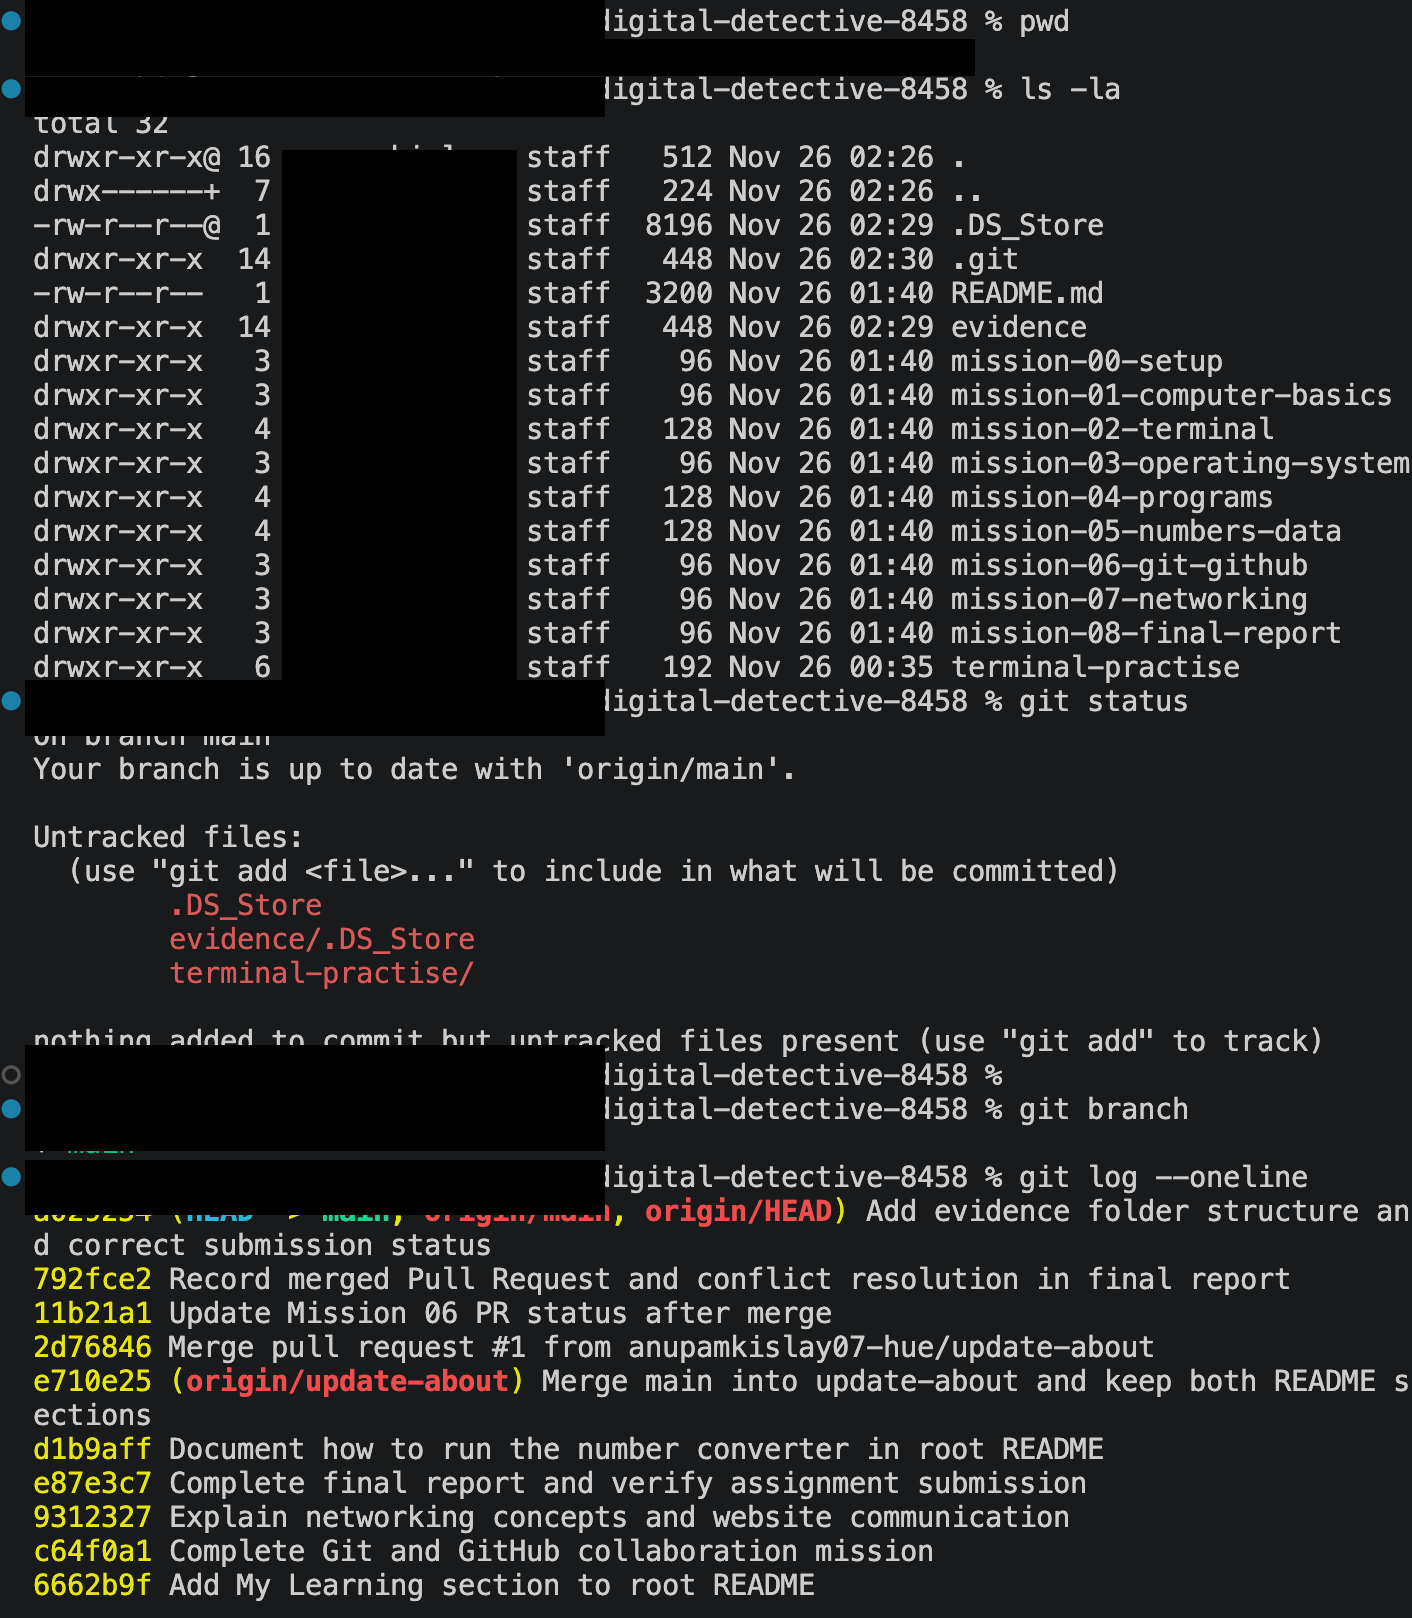 digital-detective-8458 % pwd
digital-detective-8458 % ls -la
total 32
drwxr-xr-x@ 16 staff 512 Nov 26 02:26 .
drwx------+ 7 staff 224 Nov 26 02:26 ..
-rw-r--r--@ 1 staff 8196 Nov 26 02:29 .DS_Store
drwxr-xr-x 14 staff 448 Nov 26 02:30 .git
-rw-r--r-- 1 staff 3200 Nov 26 01:40 README.md
drwxr-xr-x 14 staff 448 Nov 26 02:29 evidence
drwxr-xr-x 3 staff 96 Nov 26 01:40 mission-00-setup
drwxr-xr-x 3 staff 96 Nov 26 01:40 mission-01-computer-basics
drwxr-xr-x 4 staff 128 Nov 26 01:40 mission-02-terminal
drwxr-xr-x 3 staff 96 Nov 26 01:40 mission-03-operating-system
drwxr-xr-x 4 staff 128 Nov 26 01:40 mission-04-programs
drwxr-xr-x 4 staff 128 Nov 26 01:40 mission-05-numbers-data
drwxr-xr-x 3 staff 96 Nov 26 01:40 mission-06-git-github
drwxr-xr-x 3 staff 96 Nov 26 01:40 mission-07-networking
drwxr-xr-x 3 staff 96 Nov 26 01:40 mission-08-final-report
drwxr-xr-x 6 staff 192 Nov 26 00:35 terminal-practise
digital-detective-8458 % git status
On branch main
Your branch is up to date with 'origin/main'.
Untracked files:
(use "git add <file>..." to include in what will be committed)
.DS_Store
evidence/.DS_Store
terminal-practise/
nothing added to commit but untracked files present (use "git add" to track)
digital-detective-8458 %
digital-detective-8458 % git branch
main
digital-detective-8458 % git log --oneline
(HEAD -> main, origin/main, origin/HEAD) Add evidence folder structure an
d correct submission status
792fce2 Record merged Pull Request and conflict resolution in final report
11b21a1 Update Mission 06 PR status after merge
2d76846 Merge pull request #1 from anupamkislay07-hue/update-about
e710e25 (origin/update-about) Merge main into update-about and keep both README s
ections
d1b9aff Document how to run the number converter in root README
e87e3c7 Complete final report and verify assignment submission
9312327 Explain networking concepts and website communication
c64f0a1 Complete Git and GitHub collaboration mission
6662b9f Add My Learning section to root README